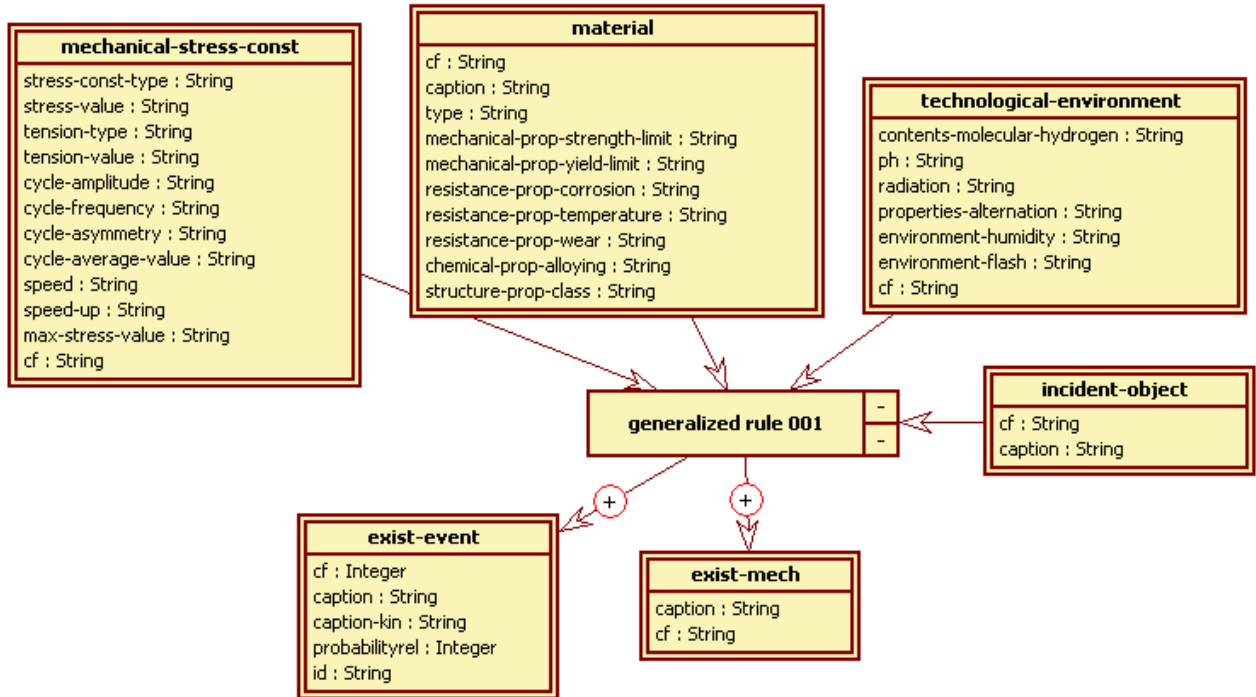 mechanical-stress-const
stress-const-type : String
stress-value : String
tension-type : String
tension-value : String
cycle-amplitude : String
cycle-frequency : String
cycle-asymmetry : String
cycle-average-value : String
speed : String
speed-up : String
max-stress-value : String
cf : String
material
cf : String
caption : String
type : String
mechanical-prop-strength-limit : String
mechanical-prop-yield-limit : String
resistance-prop-corrosion : String
resistance-prop-temperature : String
resistance-prop-wear : String
chemical-prop-alloying : String
structure-prop-class : String
technological-environment
contents-molecular-hydrogen : String
ph : String
radiation : String
properties-alternation : String
environment-humidity : String
environment-flash : String
cf : String
generalized rule 001
-
-
incident-object
cf : String
caption : String
+
+
exist-event
cf : Integer
caption : String
caption-kin : String
probabilityrel : Integer
id : String
exist-mech
caption : String
cf : String